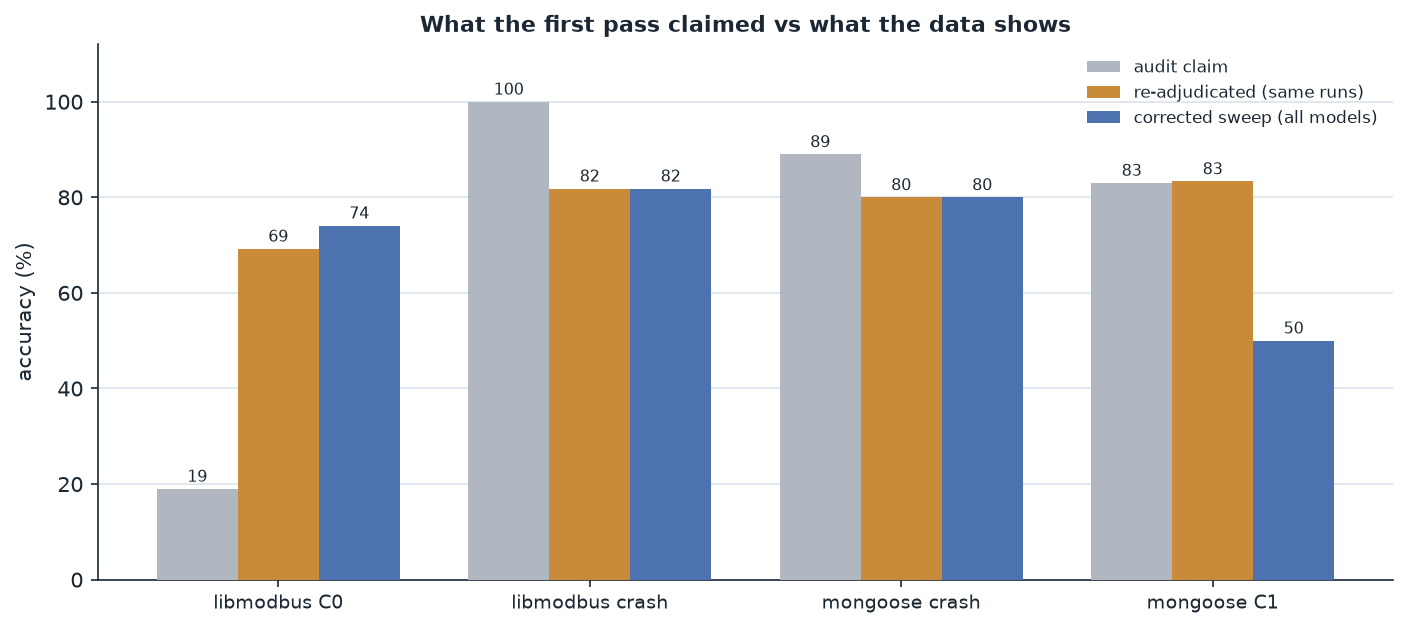 What the first pass claimed vs what the data shows
audit claim
re-adjudicated (same runs)
corrected sweep (all models)
accuracy (%)
100
80
60
40
20
0
19
69
74
100
82
82
89
80
80
83
83
50
libmodbus C0
libmodbus crash
mongoose crash
mongoose C1